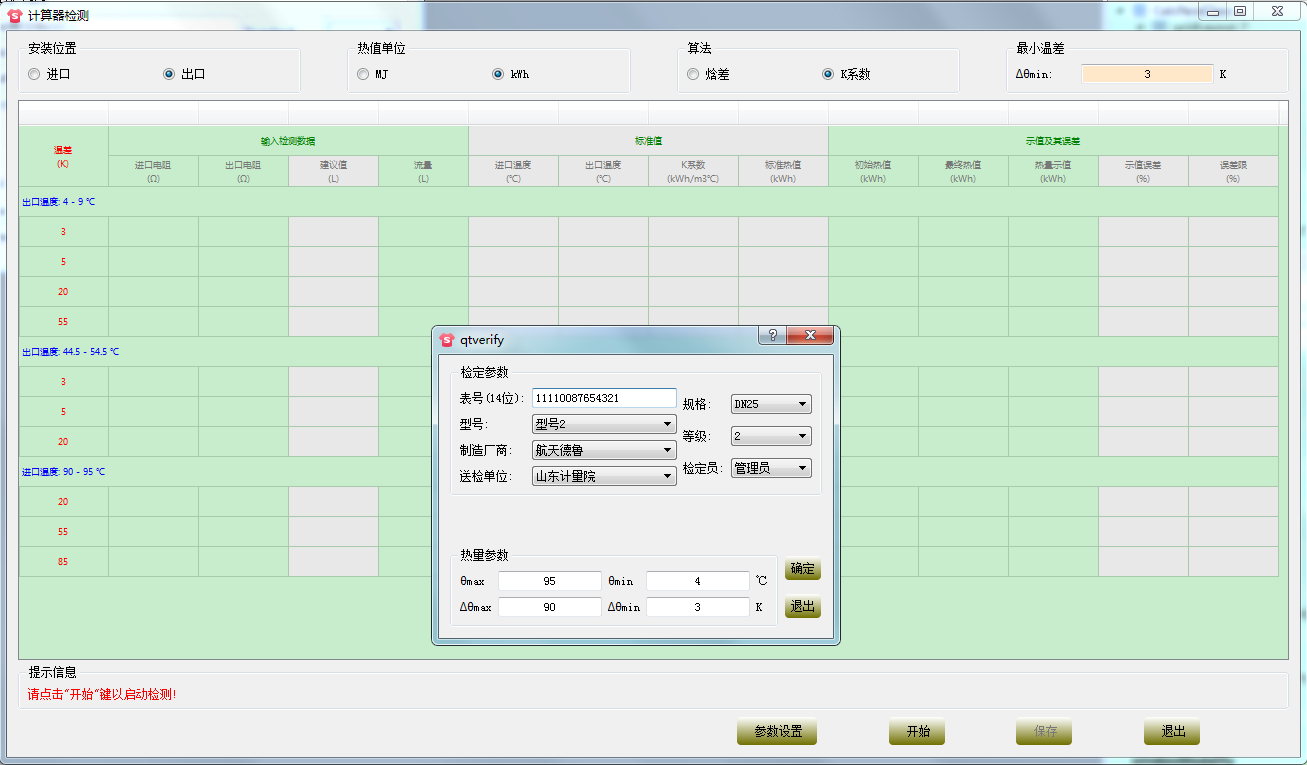 计算器检测
安装位置
进口
出口
热值单位
MJ
kWh
算法
焓差
K系数
最小温差
Δθmin: 3 K
温差
(K)
输入检测数据
标准值
示值及其误差
进口电阻
(Ω)
出口电阻
(Ω)
建议值
(L)
流量
(L)
进口温度
(℃)
出口温度
(℃)
K系数
(kWh/m3℃)
标准热值
(kWh)
初始热值
(kWh)
最终热值
(kWh)
热量示值
(kWh)
示值误差
(%)
误差限
(%)
出口温度: 4 - 9 ℃
3
5
20
55
出口温度: 44.5 - 54.5 ℃
3
5
20
进口温度: 90 - 95 ℃
20
55
85
qtverify
检定参数
表号(14位): 11110087654321
型号: 型号2
制造厂商: 航天德鲁
送检单位: 山东计量院
规格: DN25
等级: 2
检定员: 管理员
热量参数
θmax 95 θmin 4 ℃
Δθmax 90 Δθmin 3 K
确定
退出
提示信息
请点击“开始”键以启动检测!
参数设置
开始
保存
退出